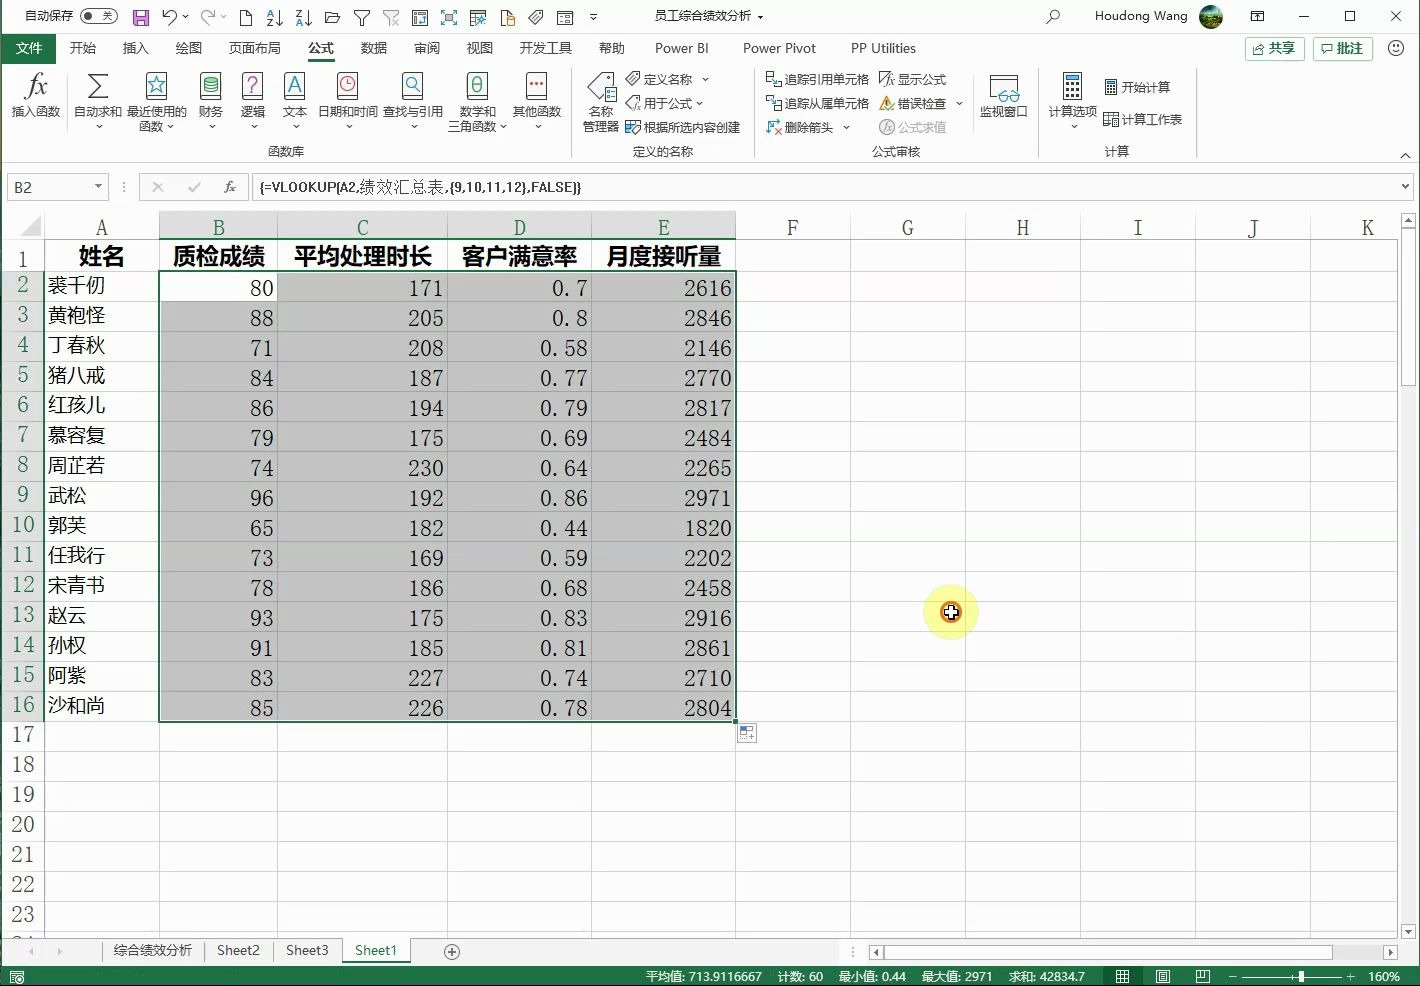 自动保存 关 员工综合绩效分析 Houdong Wang
文件 开始 插入 绘图 页面布局 公式 数据 审阅 视图 开发工具 帮助 Power BI Power Pivot PP Utilities 共享 批注
插入函数 自动求和 最近使用的函数 财务 逻辑 文本 日期和时间 查找与引用 数学和三角函数 其他函数 函数库
名称管理器 定义名称 用于公式 根据所选内容创建 定义的名称
追踪引用单元格 显示公式 追踪从属单元格 错误检查 删除箭头 公式求值 公式审核
监视窗口 计算选项 开始计算 计算工作表 计算
B2 fx {=VLOOKUP(A2,绩效汇总表,{9,10,11,12},FALSE)}
A B C D E F G H I J K
1 姓名 质检成绩 平均处理时长 客户满意率 月度接听量
2 裘千仞 80 171 0.7 2616
3 黄袍怪 88 205 0.8 2846
4 丁春秋 71 208 0.58 2146
5 猪八戒 84 187 0.77 2770
6 红孩儿 86 194 0.79 2817
7 慕容复 79 175 0.69 2484
8 周芷若 74 230 0.64 2265
9 武松 96 192 0.86 2971
10 郭芙 65 182 0.44 1820
11 任我行 73 169 0.59 2202
12 宋青书 78 186 0.68 2458
13 赵云 93 175 0.83 2916
14 孙权 91 185 0.81 2861
15 阿紫 83 227 0.74 2710
16 沙和尚 85 226 0.78 2804
17
18
19
20
21
22
23
综合绩效分析 Sheet2 Sheet3 Sheet1
平均值: 713.9116667 计数: 60 最小值: 0.44 最大值: 2971 求和: 42834.7 160%